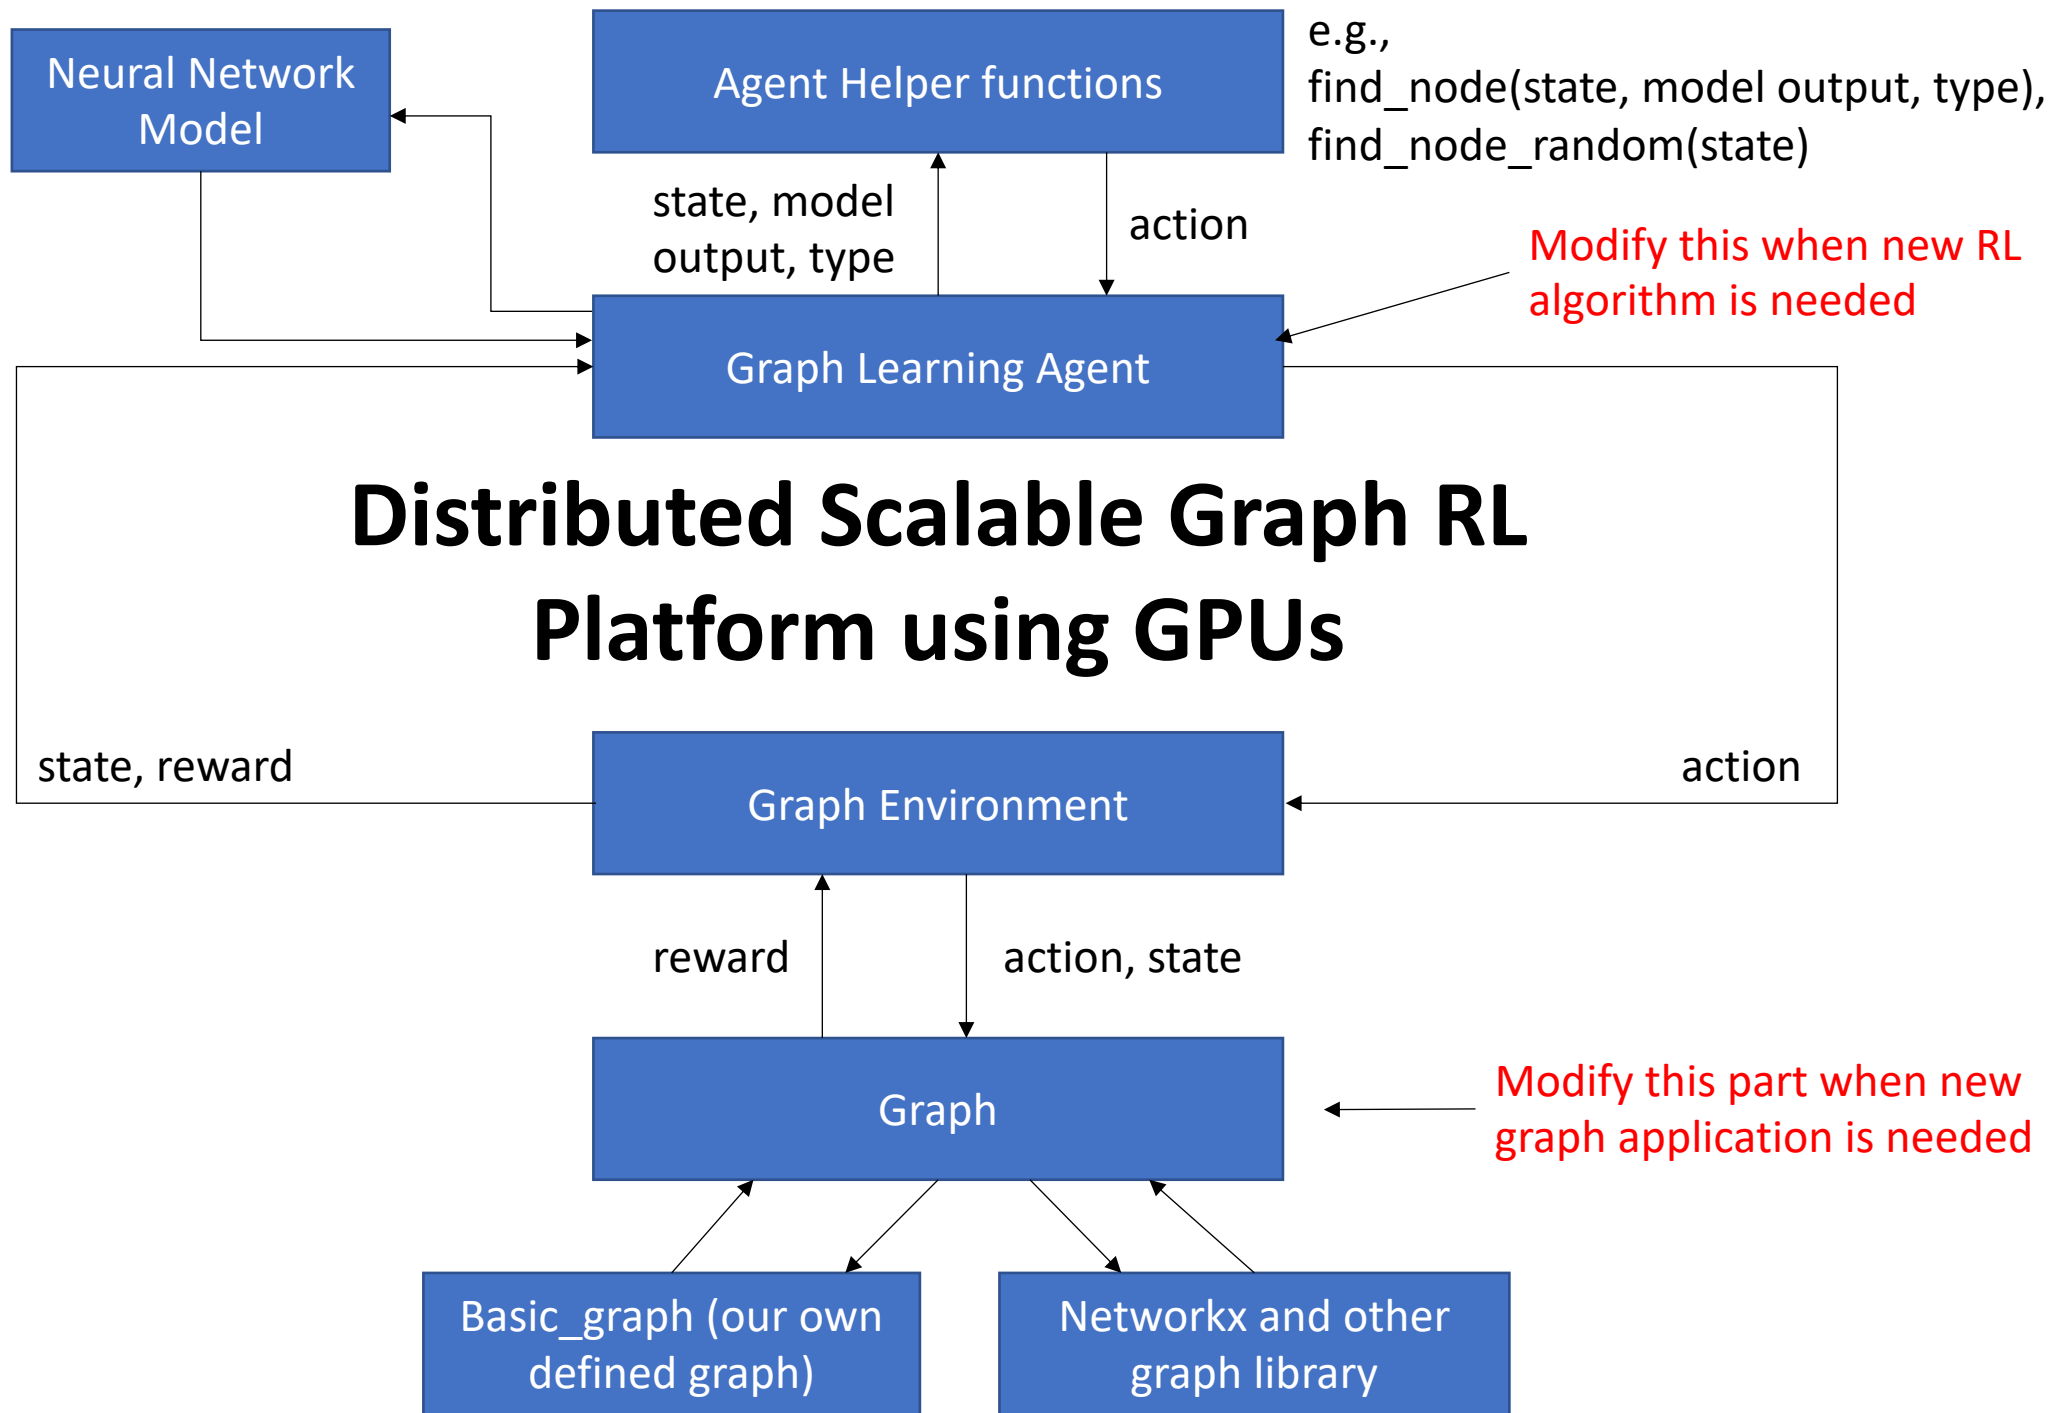 Neural Network
Model
Agent Helper functions
e.g.,
find_node(state, model output, type),
find_node_random(state)
state, model
output, type
action
Modify this when new RL
algorithm is needed
Graph Learning Agent
Distributed Scalable Graph RL
Platform using GPUs
state, reward
Graph Environment
action
reward
action, state
Graph
Modify this part when new
graph application is needed
Basic_graph (our own
defined graph)
Networkx and other
graph library